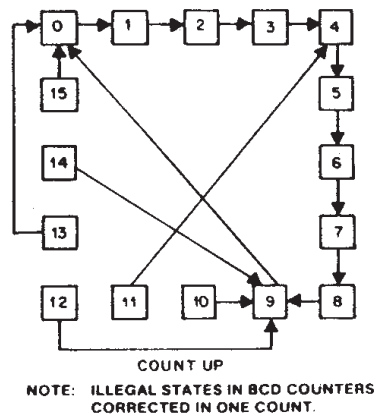 0 1 2 3 4
15 5
14 6
13 7
12 11 10 9 8
COUNT UP
NOTE: ILLEGAL STATES IN BCD COUNTERS
CORRECTED IN ONE COUNT.